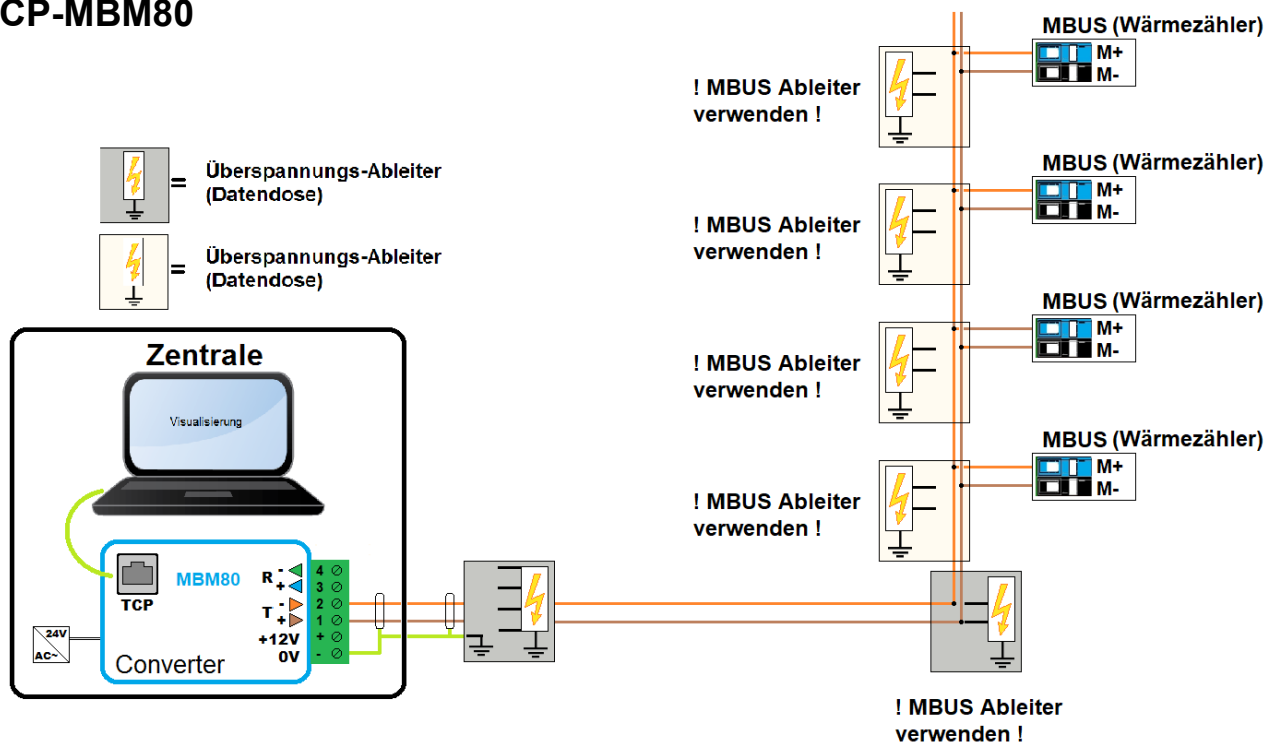 CP-MBM80
MBUS (Wärmezähler)
M+
M-
! MBUS Ableiter
verwenden !
MBUS (Wärmezähler)
M+
M-
! MBUS Ableiter
verwenden !
MBUS (Wärmezähler)
M+
M-
! MBUS Ableiter
verwenden !
MBUS (Wärmezähler)
M+
M-
! MBUS Ableiter
verwenden !
= Überspannungs-Ableiter
(Datendose)
= Überspannungs-Ableiter
(Datendose)
Zentrale
Visualisierung
TCP
MBM80
R - 4
+ 3
T - 2
+ 1
+12V +
0V -
24V
AC~
Converter
! MBUS Ableiter
verwenden !